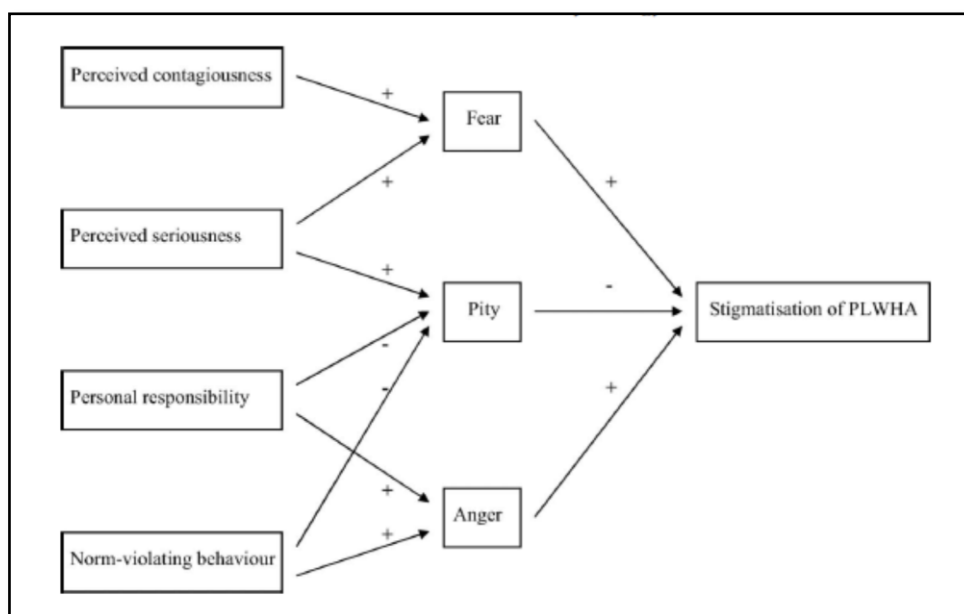 Perceived contagiousness
+
Fear
+
+
Perceived seriousness
+
Pity
-
Stigmatisation of PLWHA
-
-
Personal responsibility
+
+
Anger
+
Norm-violating behaviour